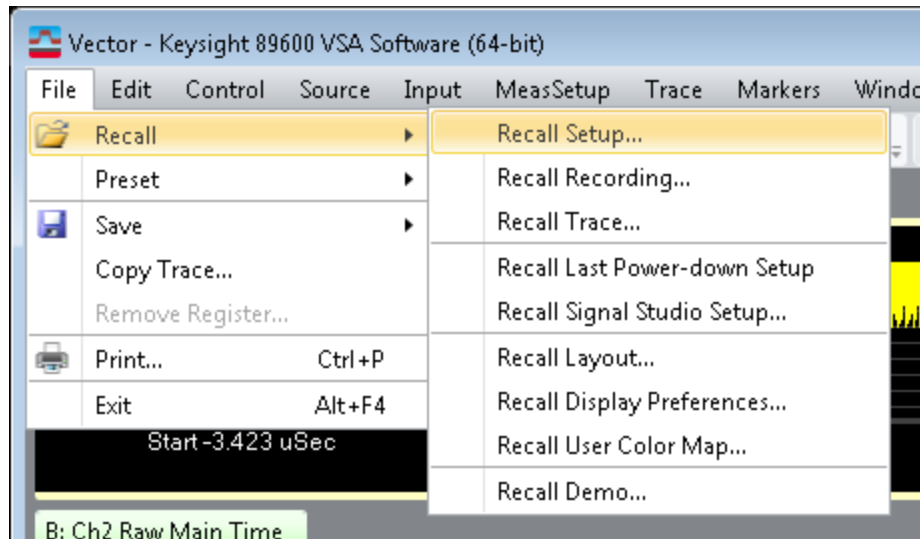 Vector - Keysight 89600 VSA Software (64-bit)
File Edit Control Source Input MeasSetup Trace Markers
Recall
Preset
Save
Copy Trace...
Remove Register...
Print... Ctrl+P
Exit Alt+F4
Recall Setup...
Recall Recording...
Recall Trace...
Recall Last Power-down Setup
Recall Signal Studio Setup...
Recall Layout...
Recall Display Preferences...
Recall User Color Map...
Recall Demo...
Start -3.423 uSec
B: Ch2 Raw Main Time